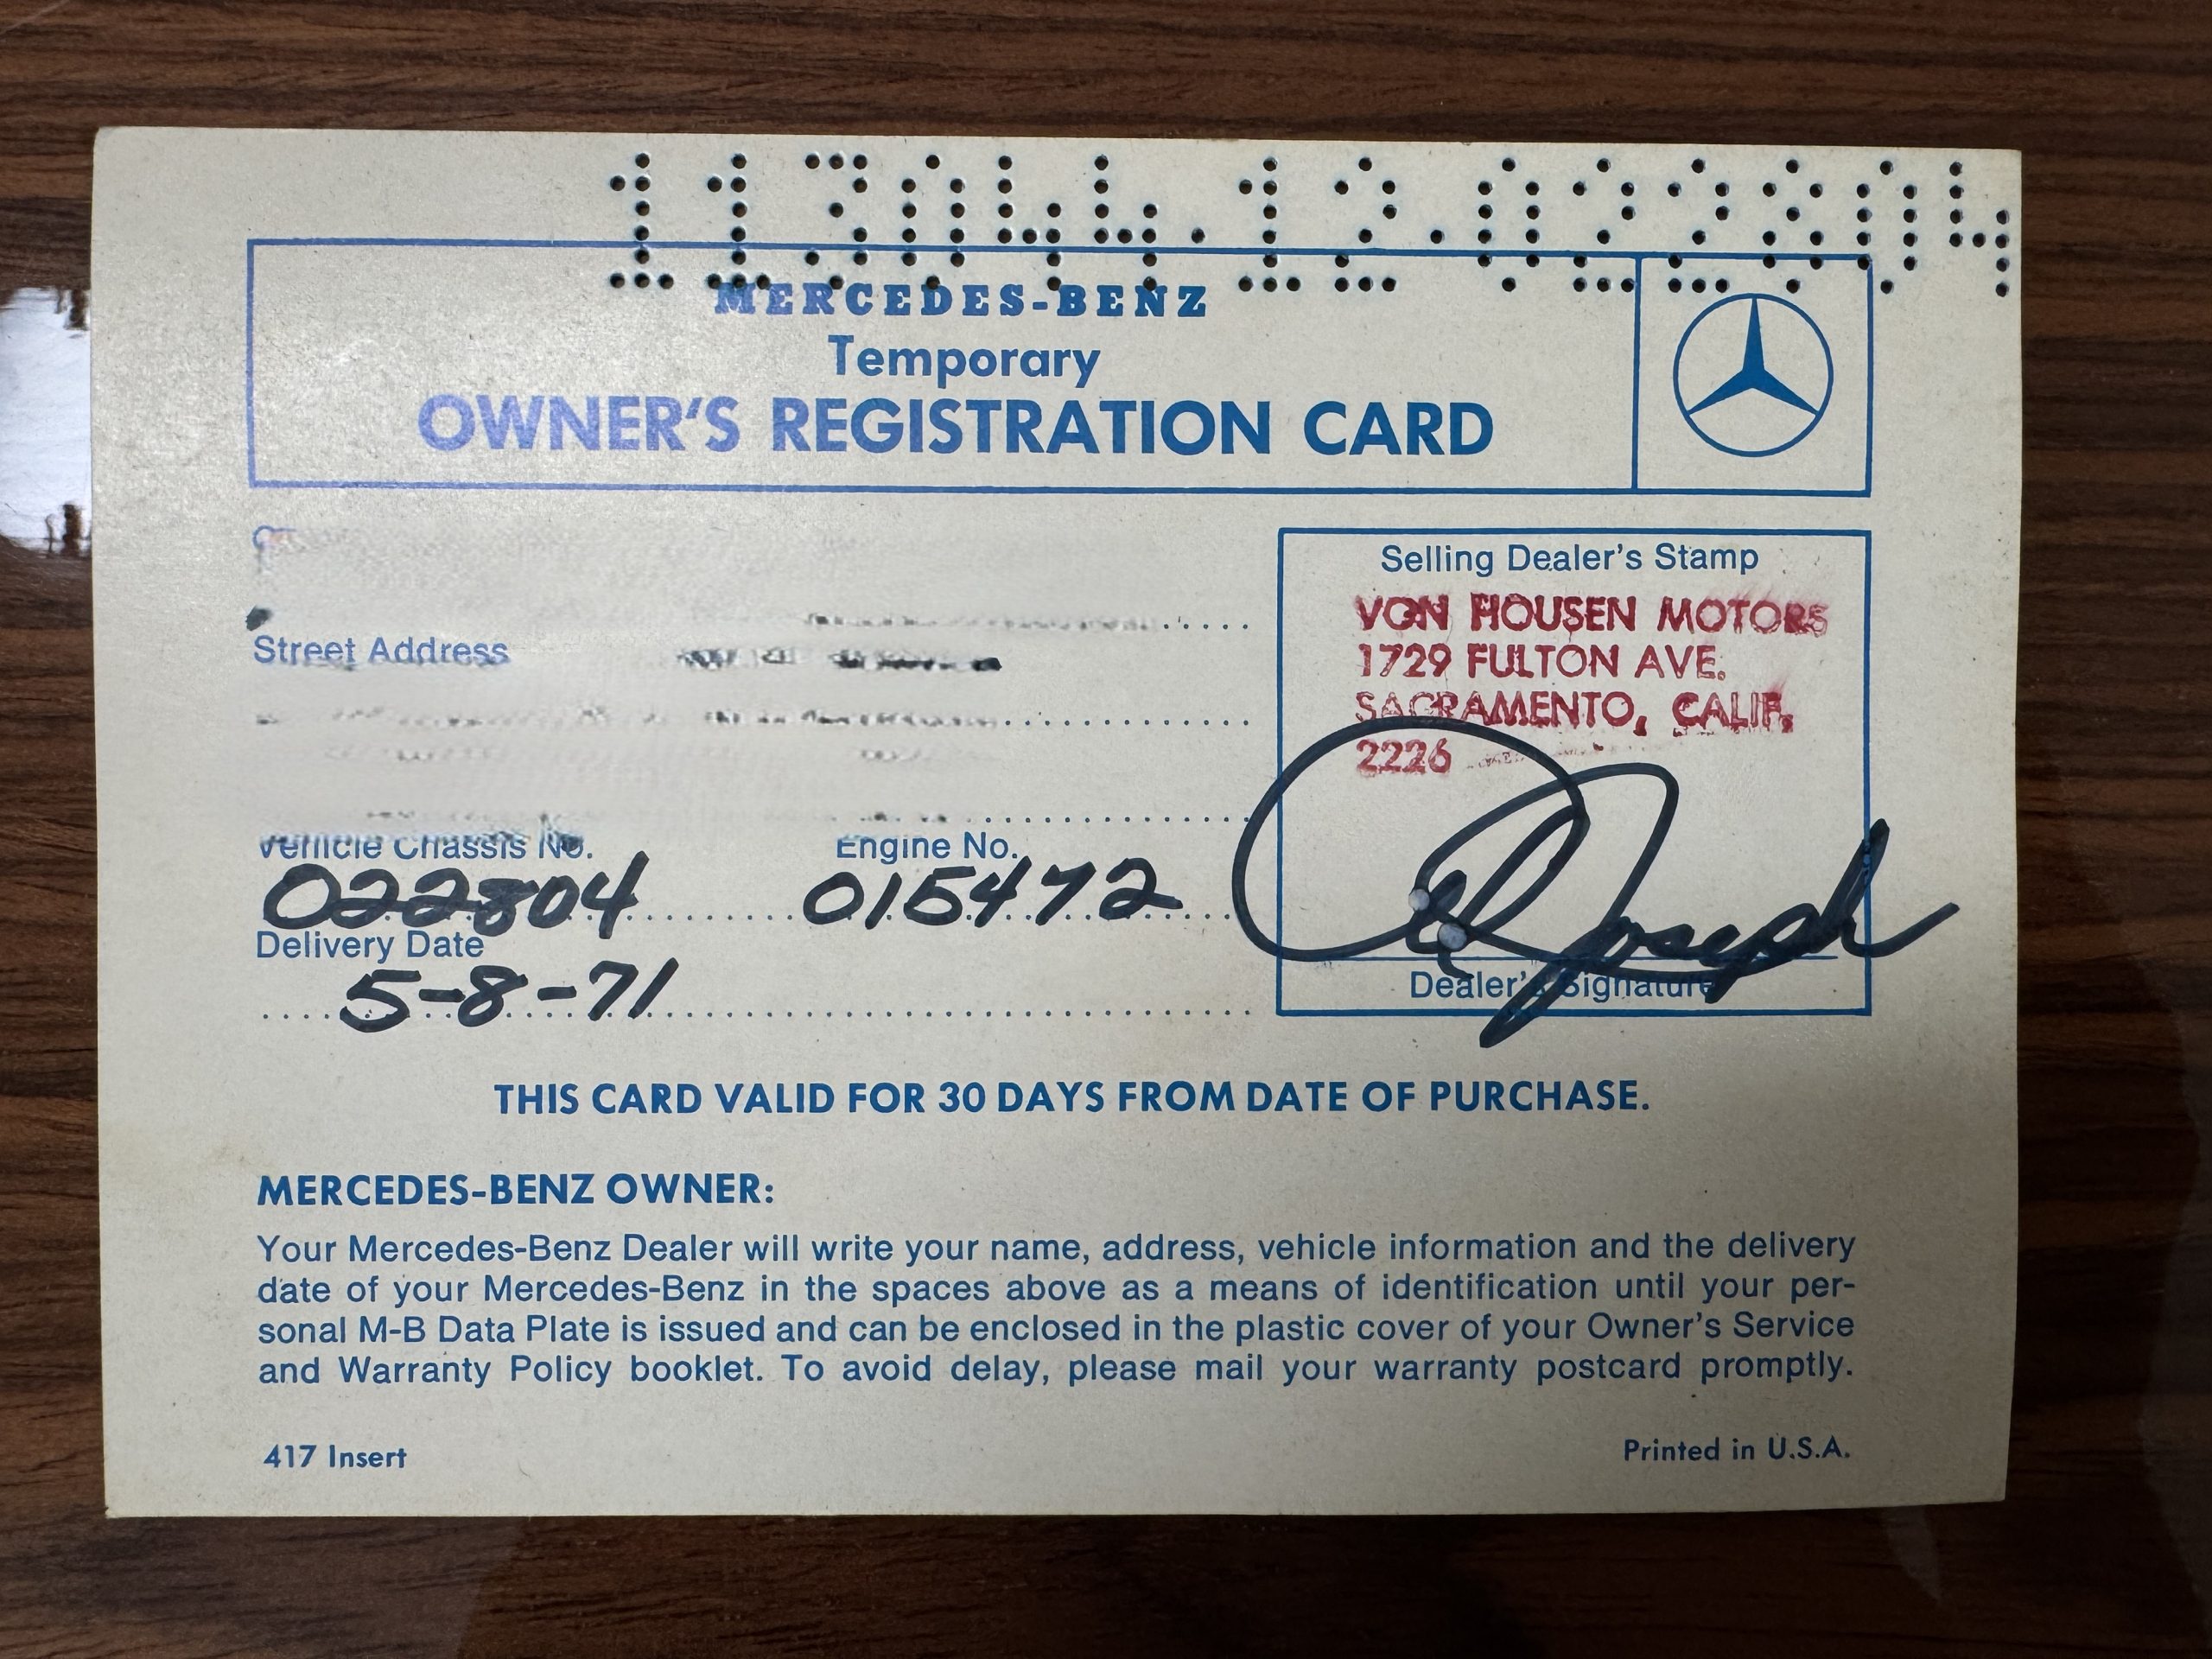 113044.12.022804
MERCEDES-BENZ
Temporary
OWNER'S REGISTRATION CARD
Selling Dealer's Stamp
VON HOUSEN MOTORS
1729 FULTON AVE.
SACRAMENTO, CALIF.
2226
Street Address
Vehicle Chassis No. Engine No.
022804 015472
Delivery Date
5-8-71
Joseph
Dealer's Signature
THIS CARD VALID FOR 30 DAYS FROM DATE OF PURCHASE.
MERCEDES-BENZ OWNER:
Your Mercedes-Benz Dealer will write your name, address, vehicle information and the delivery
date of your Mercedes-Benz in the spaces above as a means of identification until your per-
sonal M-B Data Plate is issued and can be enclosed in the plastic cover of your Owner's Service
and Warranty Policy booklet. To avoid delay, please mail your warranty postcard promptly.
417 Insert
Printed in U.S.A.